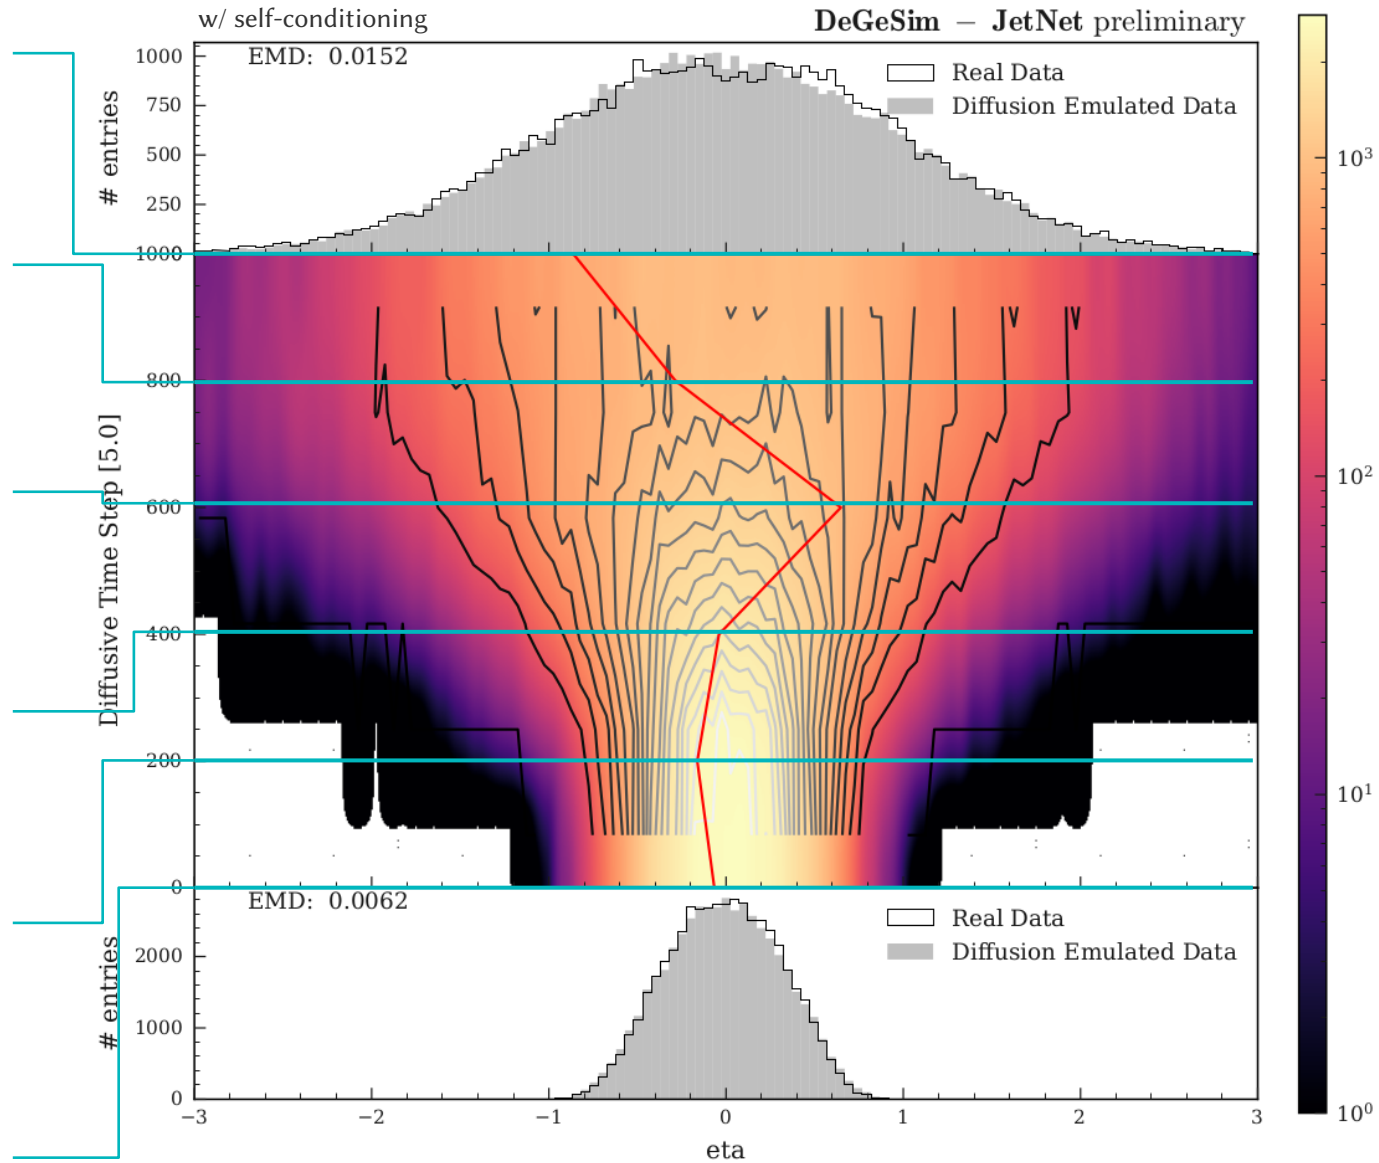 w/ self-conditioning
DeGeSim – JetNet preliminary
EMD: 0.0152
Real Data
Diffusion Emulated Data
# entries
1000
750
500
250
1000
800
600
400
200
0
Diffusive Time Step [5.0]
EMD: 0.0062
Real Data
Diffusion Emulated Data
# entries
2000
1000
0
−3
−2
−1
0
1
2
3
eta
10³
10²
10¹
10⁰